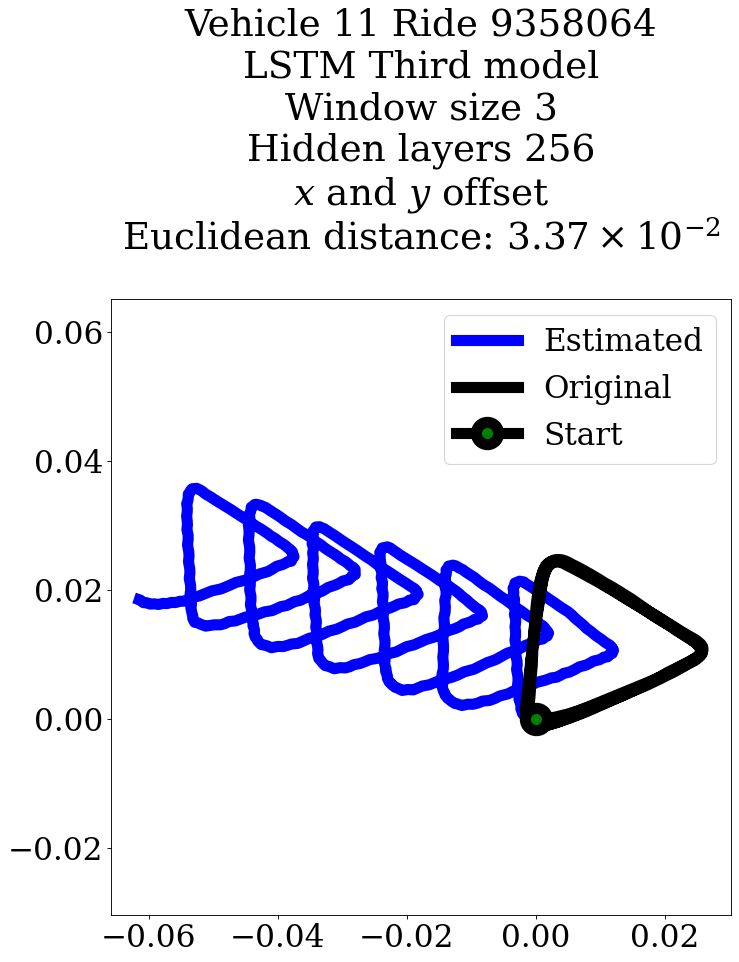 Vehicle 11 Ride 9358064
LSTM Third model
Window size 3
Hidden layers 256
x and y offset
Euclidean distance: 3.37 × 10⁻²
0.06
0.04
0.02
0.00
−0.02
Estimated
Original
Start
−0.06
−0.04
−0.02
0.00
0.02